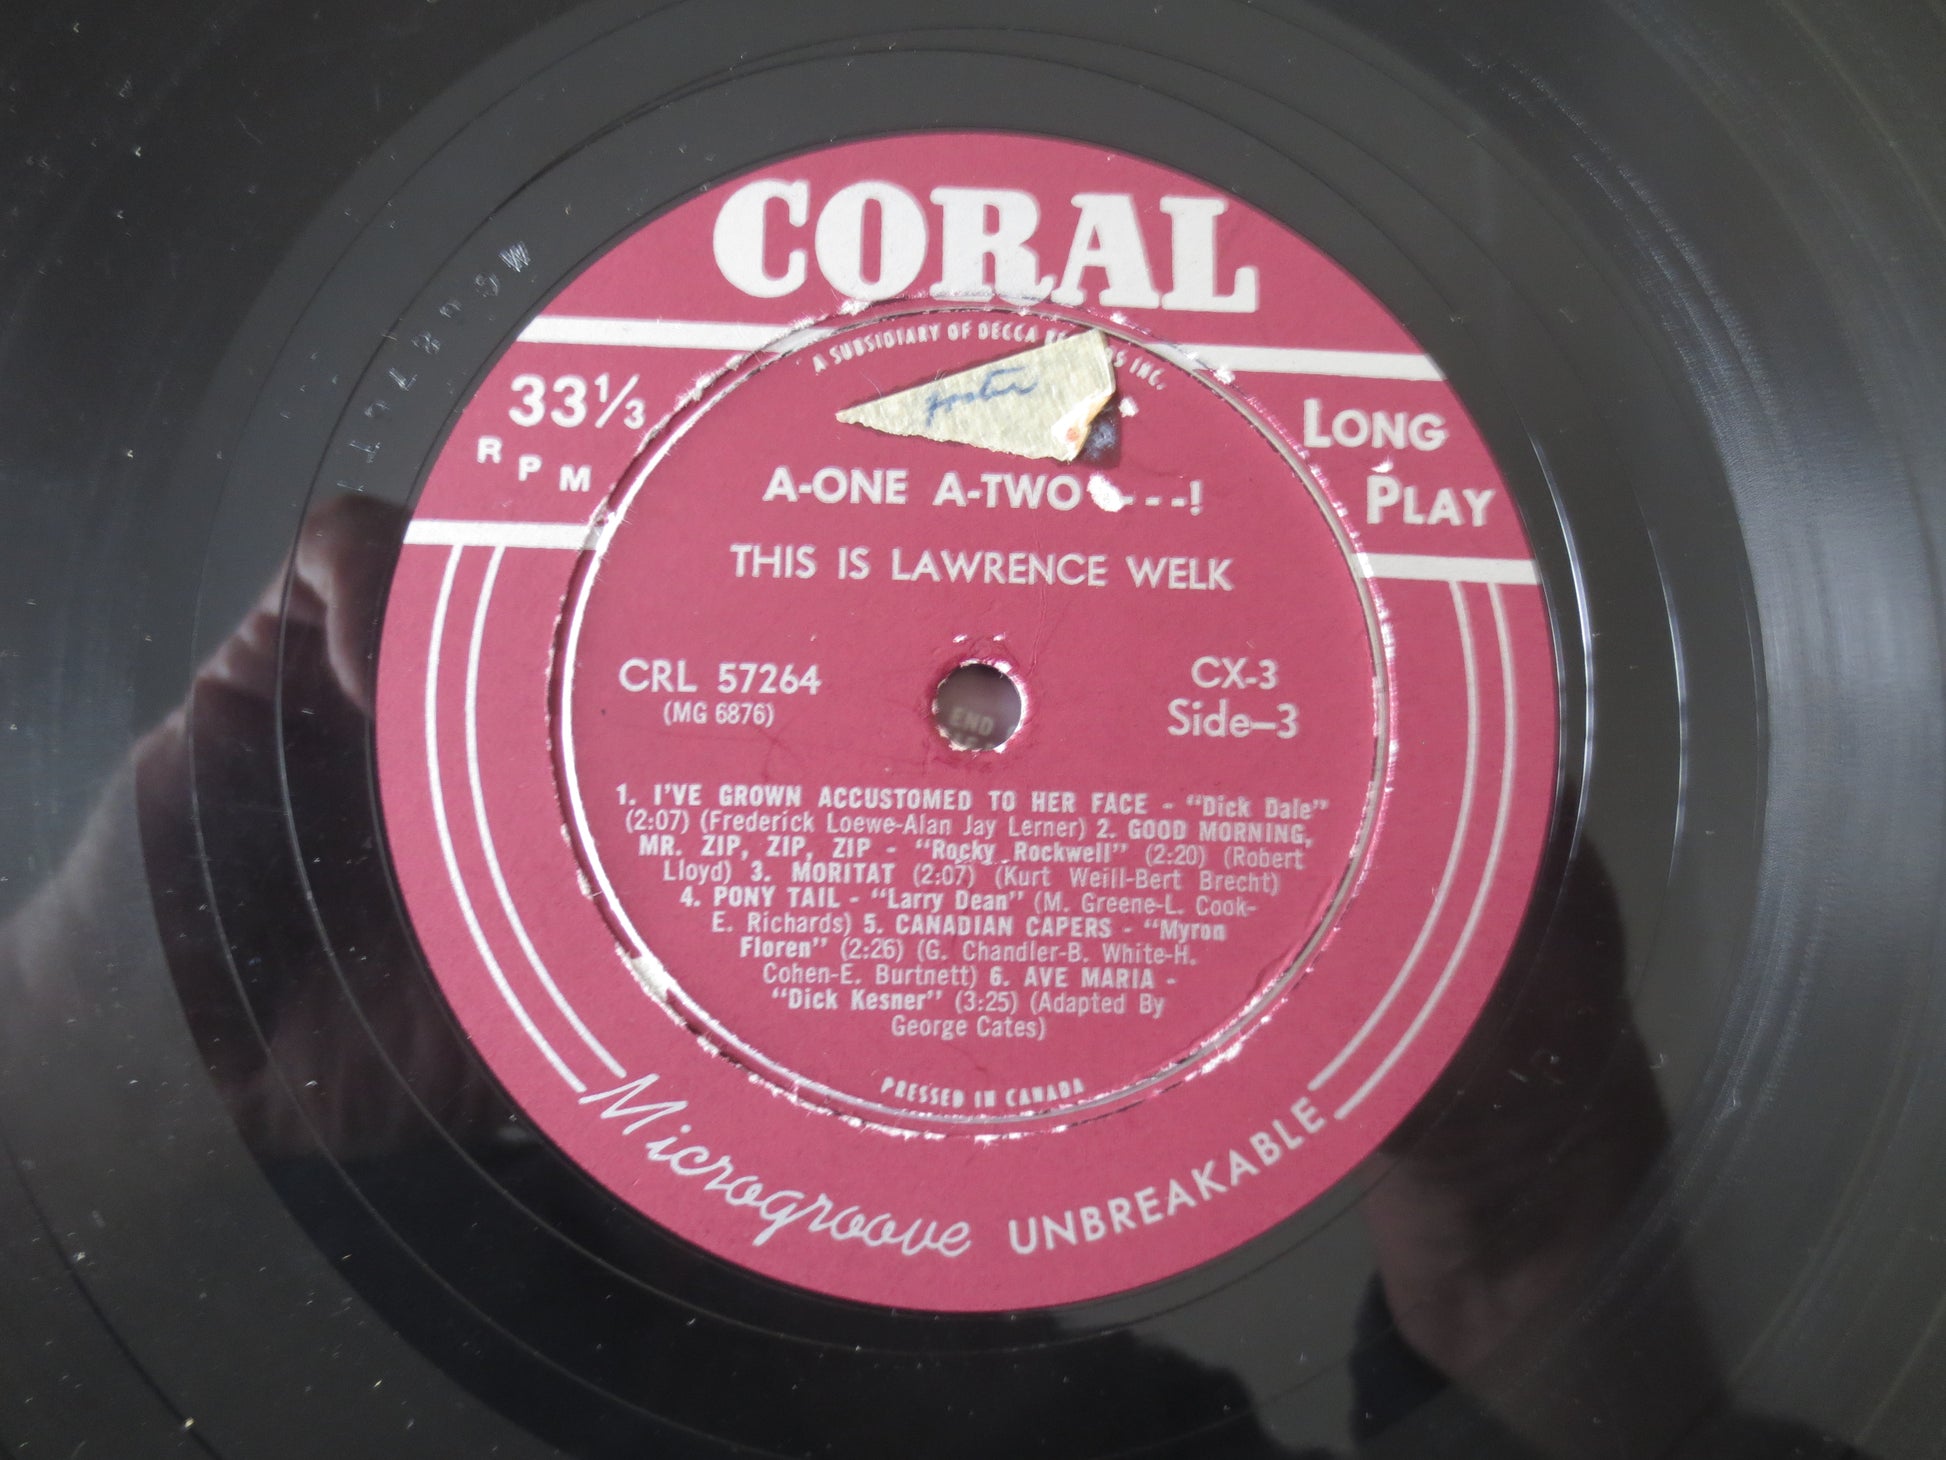 CORAL
A SUBSIDIARY OF DECCA INC.
33 1/3
RPM
LONG
PLAY
A-ONE A-TWO - - -!
THIS IS LAWRENCE WELK
CRL 57264
(MG 6876)
CX-3
Side-3
END
1. I'VE GROWN ACCUSTOMED TO HER FACE - "Dick Dale"
(2:07) (Frederick Loewe-Alan Jay Lerner) 2. GOOD MORNING,
MR. ZIP, ZIP, ZIP - "Rocky Rockwell" (2:20) (Robert
Lloyd) 3. MORITAT (2:07) (Kurt Weill-Bert Brecht)
4. PONY TAIL - "Larry Dean" (M. Greene-L. Cook-
E. Richards) 5. CANADIAN CAPERS - "Myron
Floren" (2:26) (G. Chandler-B. White-H.
Cohen-E. Burtnett) 6. AVE MARIA -
"Dick Kesner" (3:25) (Adapted By
George Cates)
PRESSED IN CANADA
Microgroove UNBREAKABLE